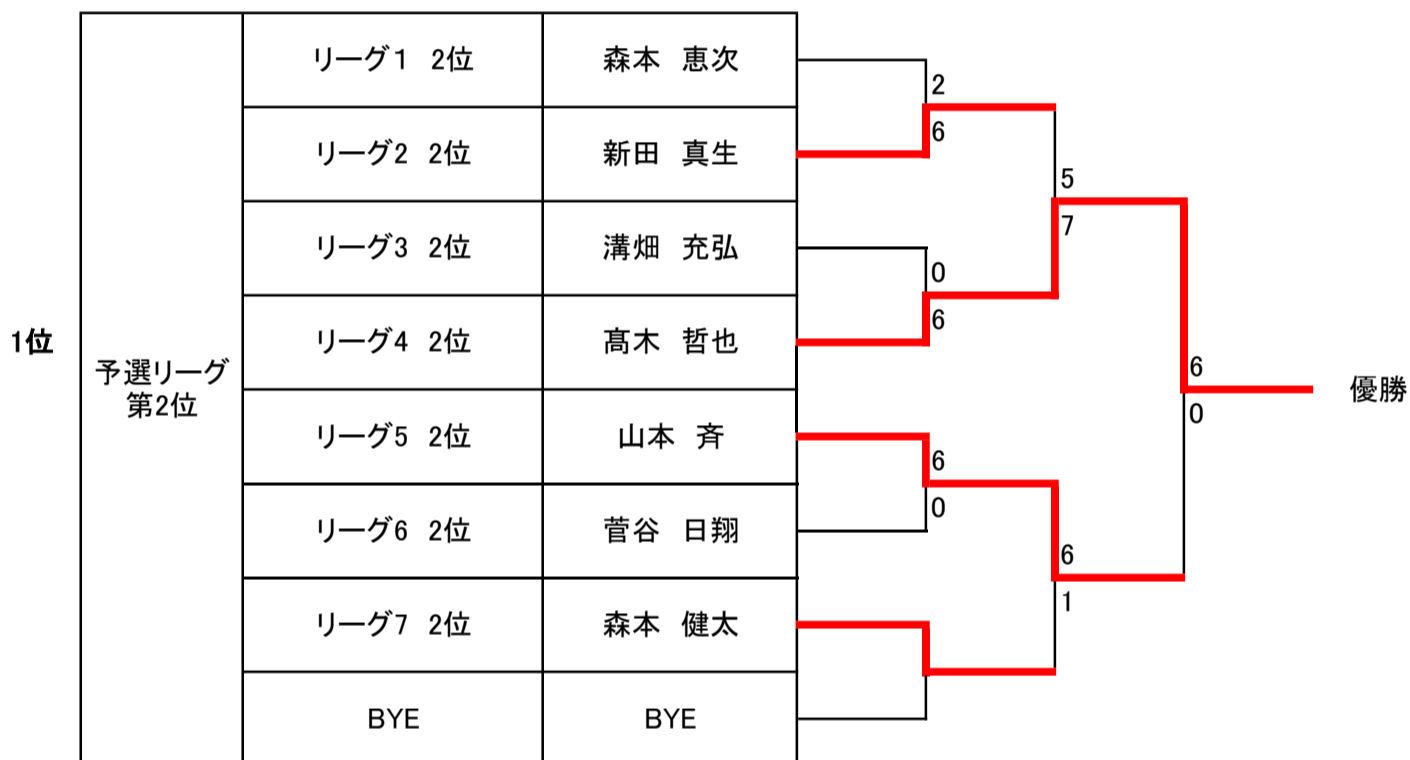 リーグ1 2位 森本 恵次
2
6
リーグ2 2位 新田 真生
5
7
リーグ3 2位 溝畑 充弘
0
6
リーグ4 2位 髙木 哲也
1位
予選リーグ
第2位
6
0
優勝
リーグ5 2位 山本 斉
6
0
リーグ6 2位 菅谷 日翔
6
1
リーグ7 2位 森本 健太
BYE BYE